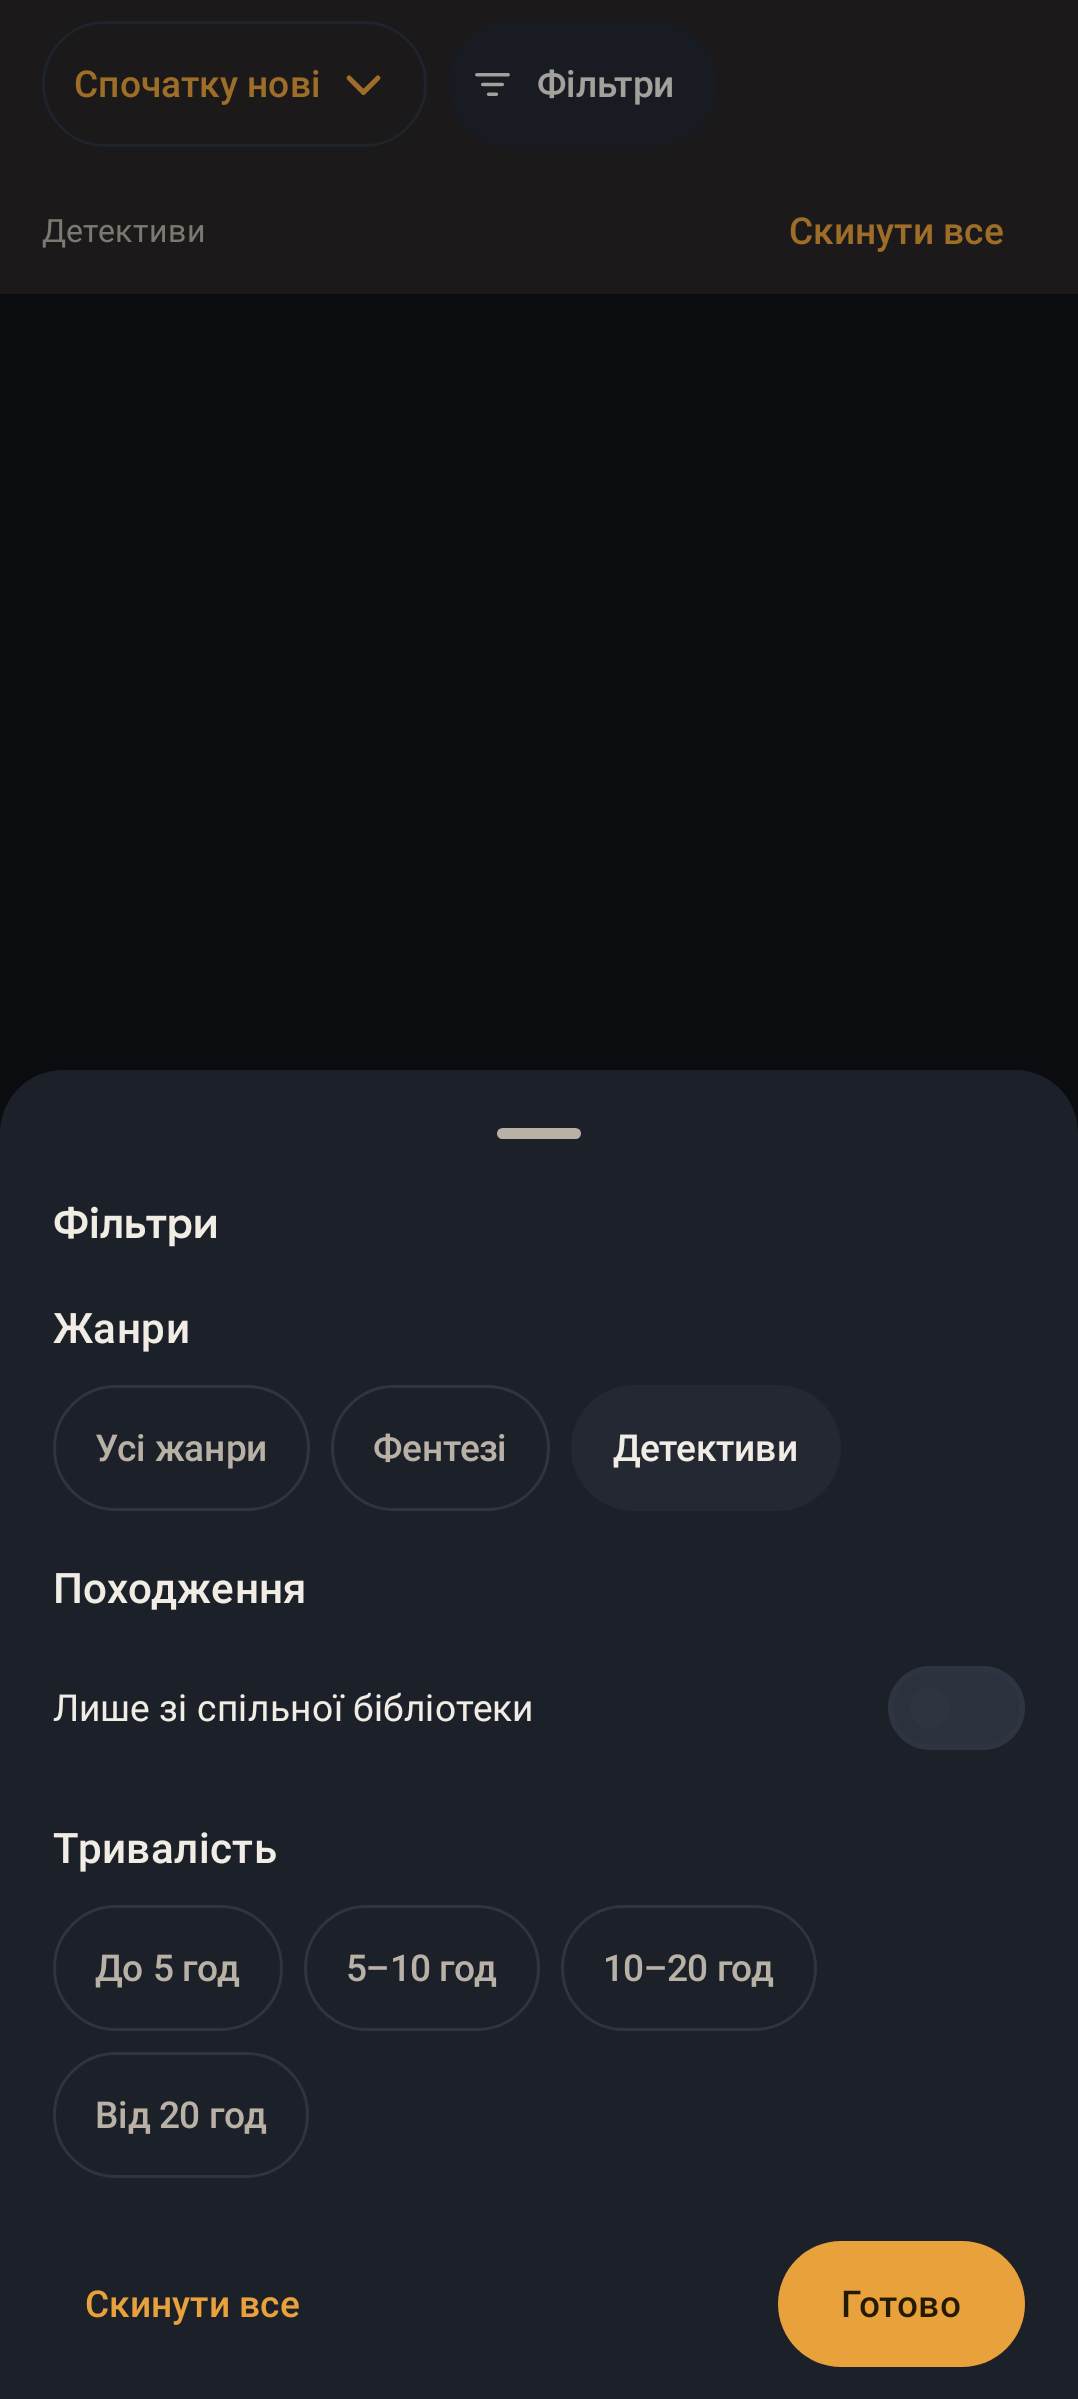 Спочатку нові Фільтри
Детективи Скинути все
Фільтри
Жанри
Усі жанри Фентезі Детективи
Походження
Лише зі спільної бібліотеки
Тривалість
До 5 год 5–10 год 10–20 год
Від 20 год
Скинути все Готово